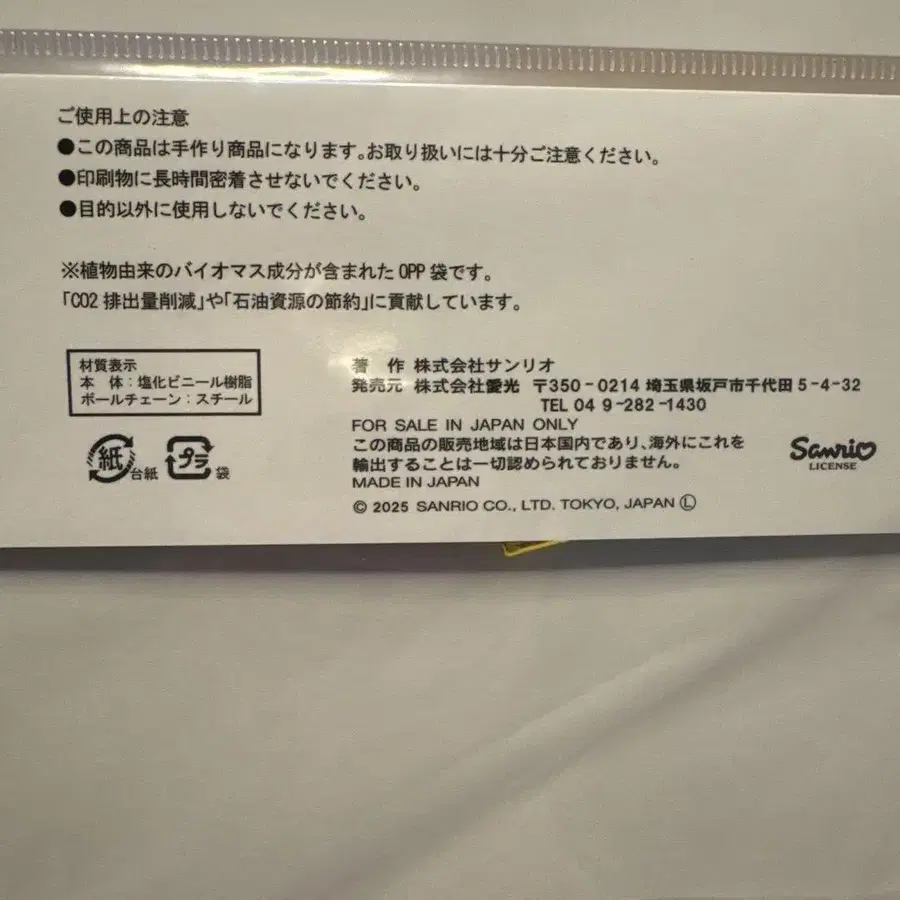 ご使用上の注意
●この商品は手作り商品になります。お取り扱いには十分ご注意ください。
●印刷物に長時間密着させないでください。
●目的以外に使用しないでください。
※植物由来のバイオマス成分が含まれたOPP袋です。
「CO2排出量削減」や「石油資源の節約」に貢献しています。
材質表示
本 体:塩化ビニール樹脂
ボールチェーン:スチール
紙 台紙
プラ 袋
著 作 株式会社サンリオ
発売元 株式会社愛光 〒350-0214 埼玉県坂戸市千代田5-4-32
TEL 04 9-282-1430
FOR SALE IN JAPAN ONLY
この商品の販売地域は日本国内であり、海外にこれを
輸出することは一切認められておりません。
MADE IN JAPAN
© 2025 SANRIO CO., LTD. TOKYO, JAPAN Ⓛ
Sanrio
LICENSE